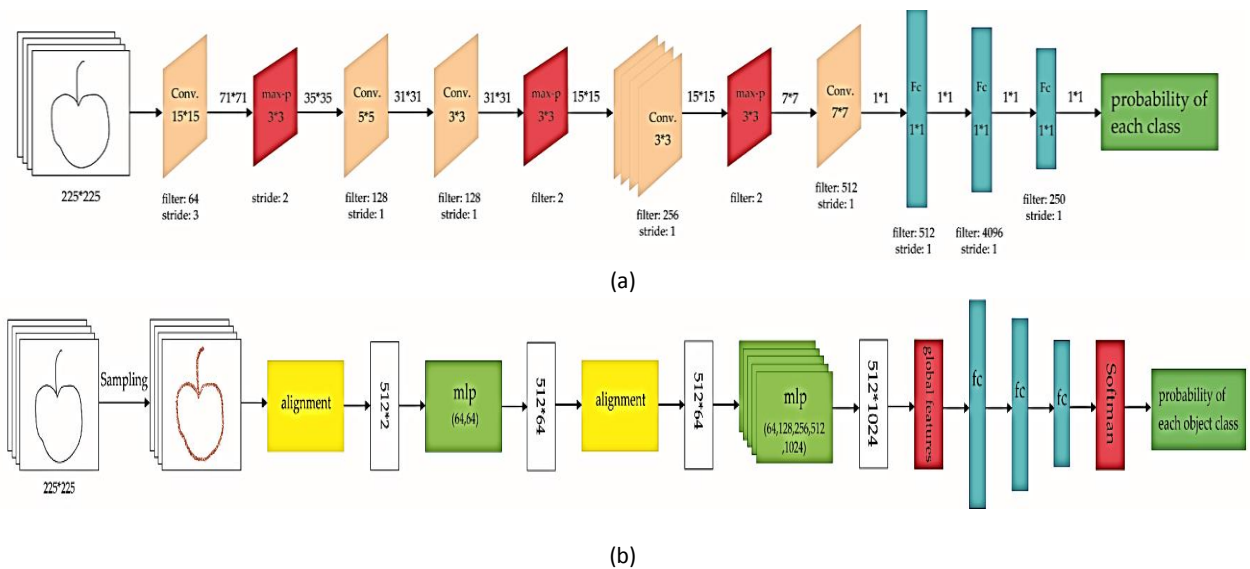 Conv.
15*15
71*71
max-p
3*3
35*35
Conv.
5*5
31*31
Conv.
3*3
31*31
max-p
3*3
15*15
Conv.
3*3
15*15
max-p
3*3
7*7
Conv.
7*7
1*1
Fc
1*1
1*1
Fc
1*1
1*1
Fc
1*1
1*1
probability of
each class
225*225
filter: 64
stride: 3
stride: 2
filter: 128
stride: 1
filter: 128
stride: 1
filter: 2
filter: 256
stride: 1
filter: 2
filter: 512
stride: 1
filter: 512
stride: 1
filter: 4096
stride: 1
filter: 250
stride: 1
(a)
225*225
Sampling
alignment
512*2
mlp
(64,64)
512*64
alignment
512*64
mlp
(64,128,256,512
,1024)
512*1024
global features
fc
fc
fc
Softman
probability of
each object class
(b)